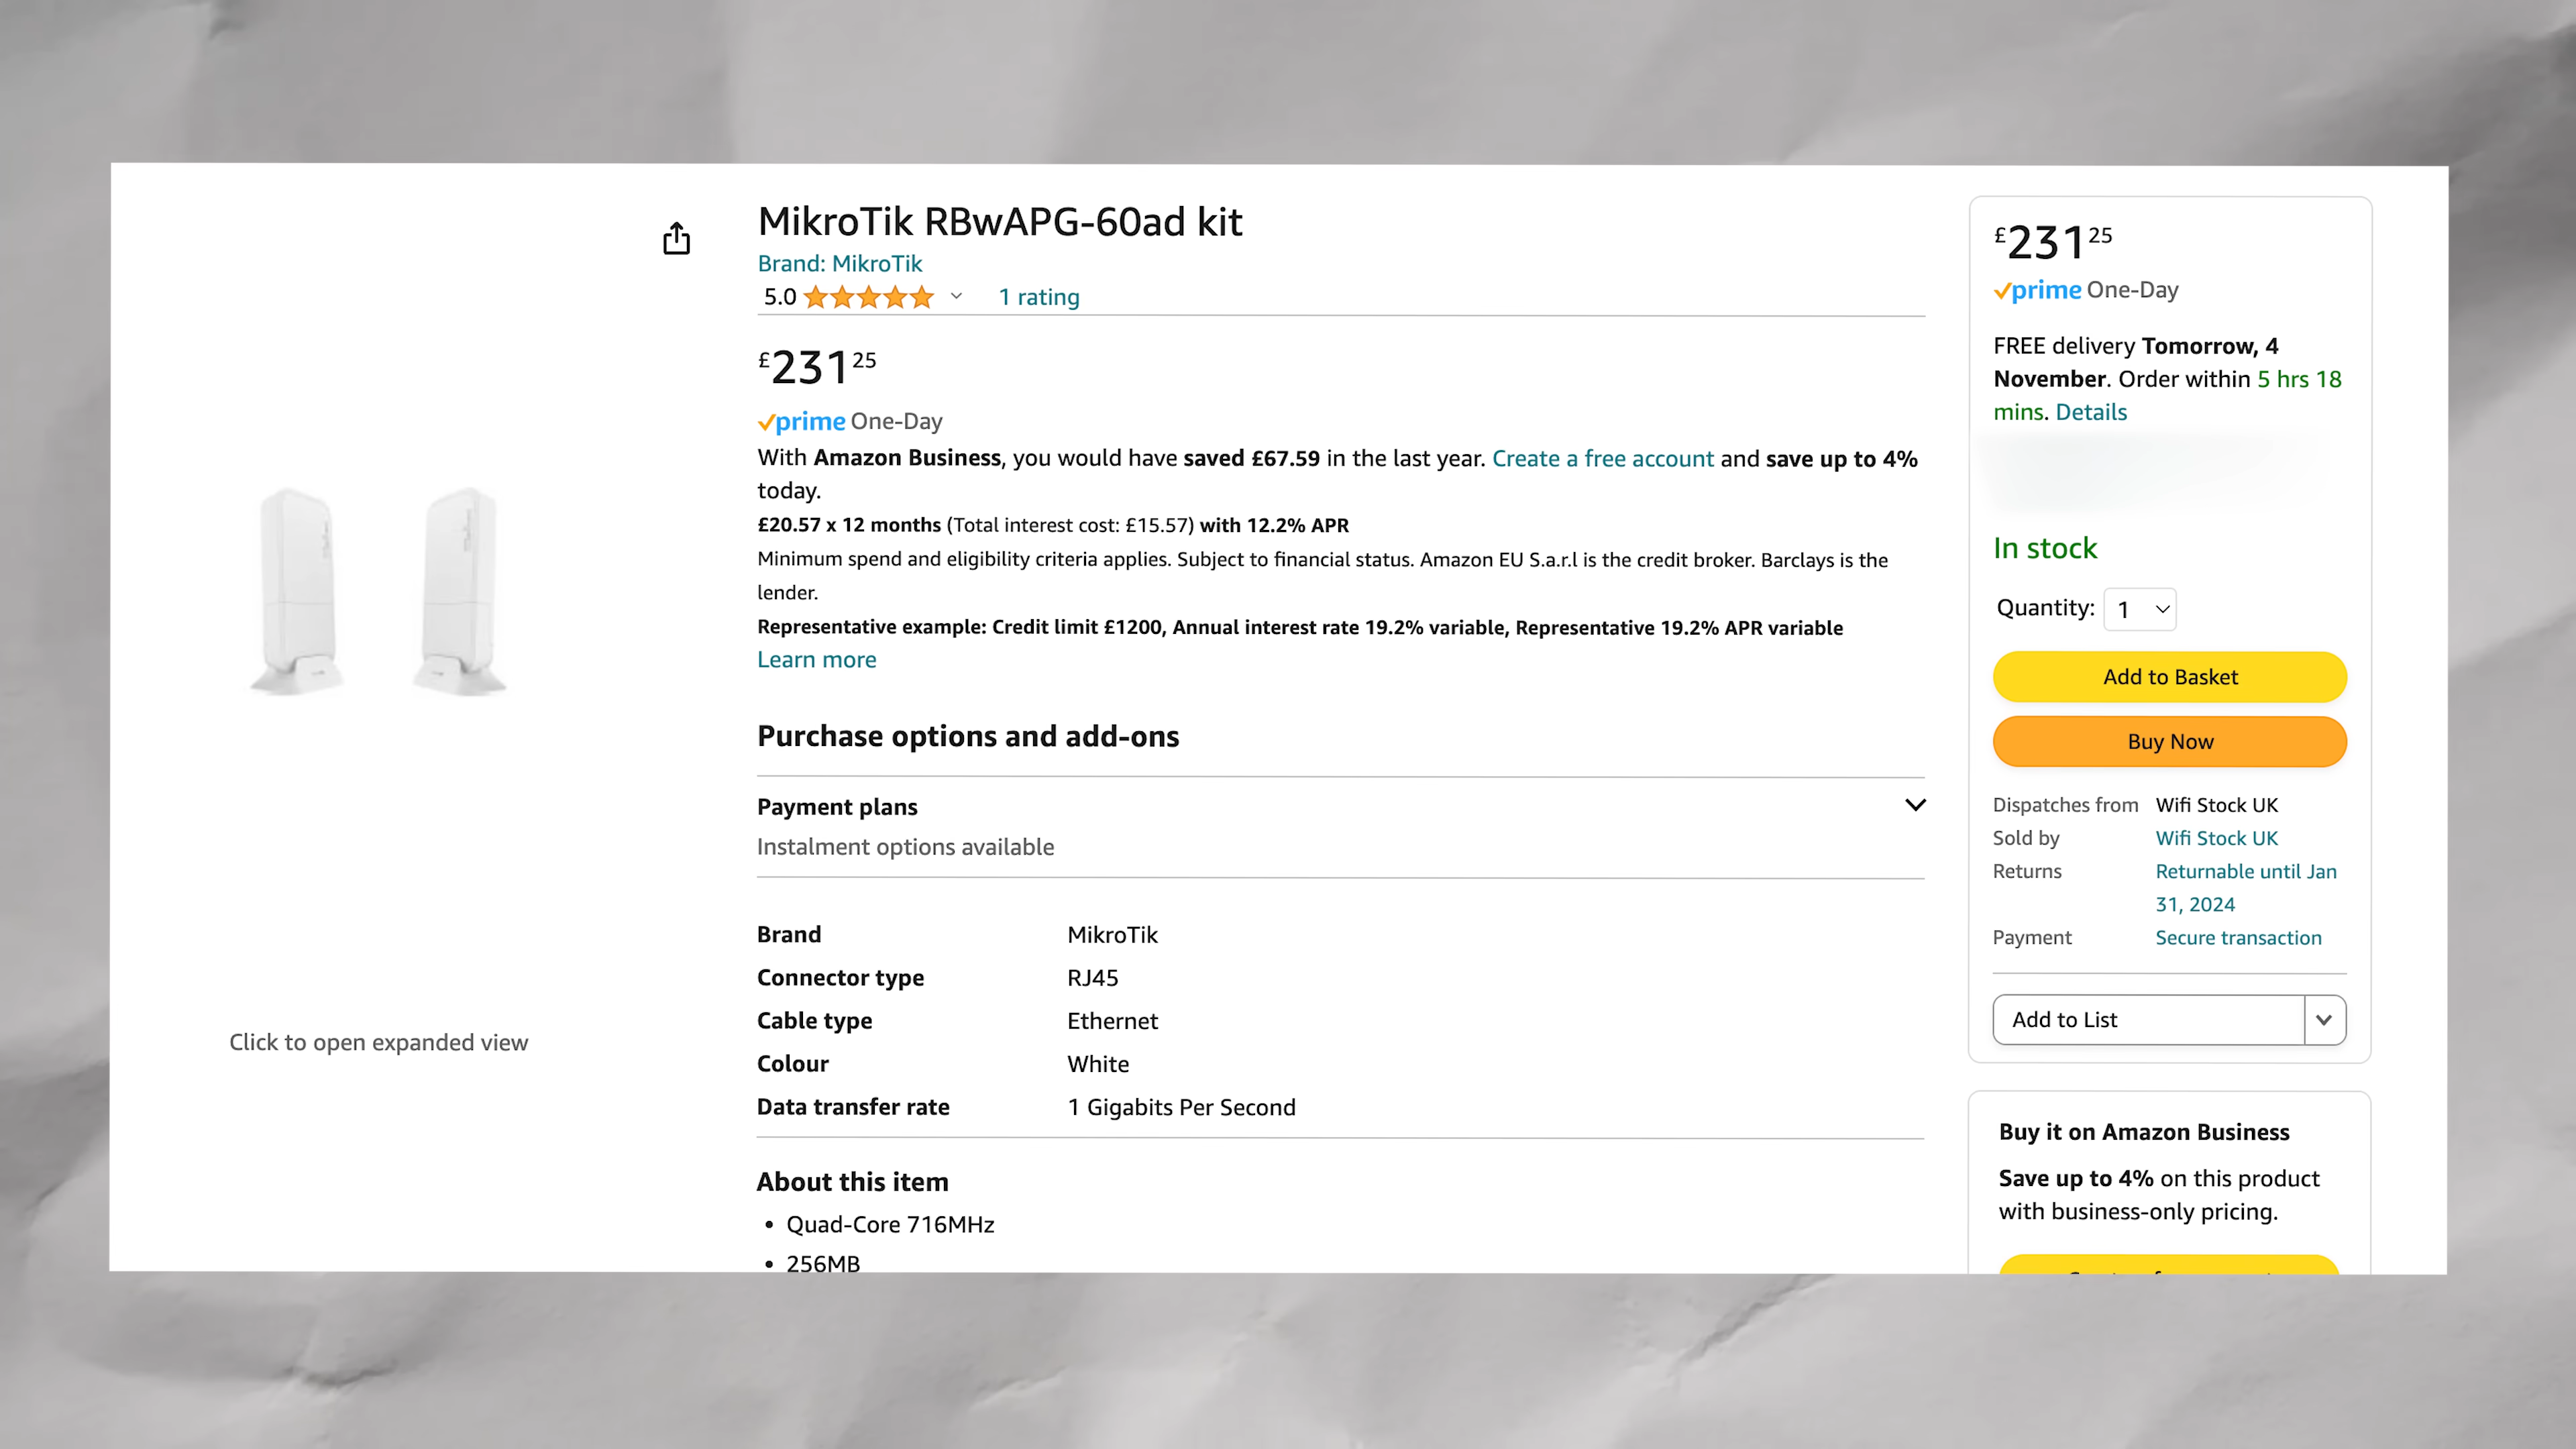 MikroTik RBwAPG-60ad kit
Brand: MikroTik
5.0 1 rating
£231 25
prime One-Day
With Amazon Business, you would have saved £67.59 in the last year. Create a free account and save up to 4%
today.
£20.57 x 12 months (Total interest cost: £15.57) with 12.2% APR
Minimum spend and eligibility criteria applies. Subject to financial status. Amazon EU S.a.r.l is the credit broker. Barclays is the
lender.
Representative example: Credit limit £1200, Annual interest rate 19.2% variable, Representative 19.2% APR variable
Learn more
Purchase options and add-ons
Payment plans
Instalment options available
Brand MikroTik
Connector type RJ45
Cable type Ethernet
Colour White
Data transfer rate 1 Gigabits Per Second
About this item
• Quad-Core 716MHz
• 256MB
Click to open expanded view
£231 25
prime One-Day
FREE delivery Tomorrow, 4
November. Order within 5 hrs 18
mins. Details
In stock
Quantity: 1
Add to Basket
Buy Now
Dispatches from Wifi Stock UK
Sold by Wifi Stock UK
Returns Returnable until Jan
31, 2024
Payment Secure transaction
Add to List
Buy it on Amazon Business
Save up to 4% on this product
with business-only pricing.